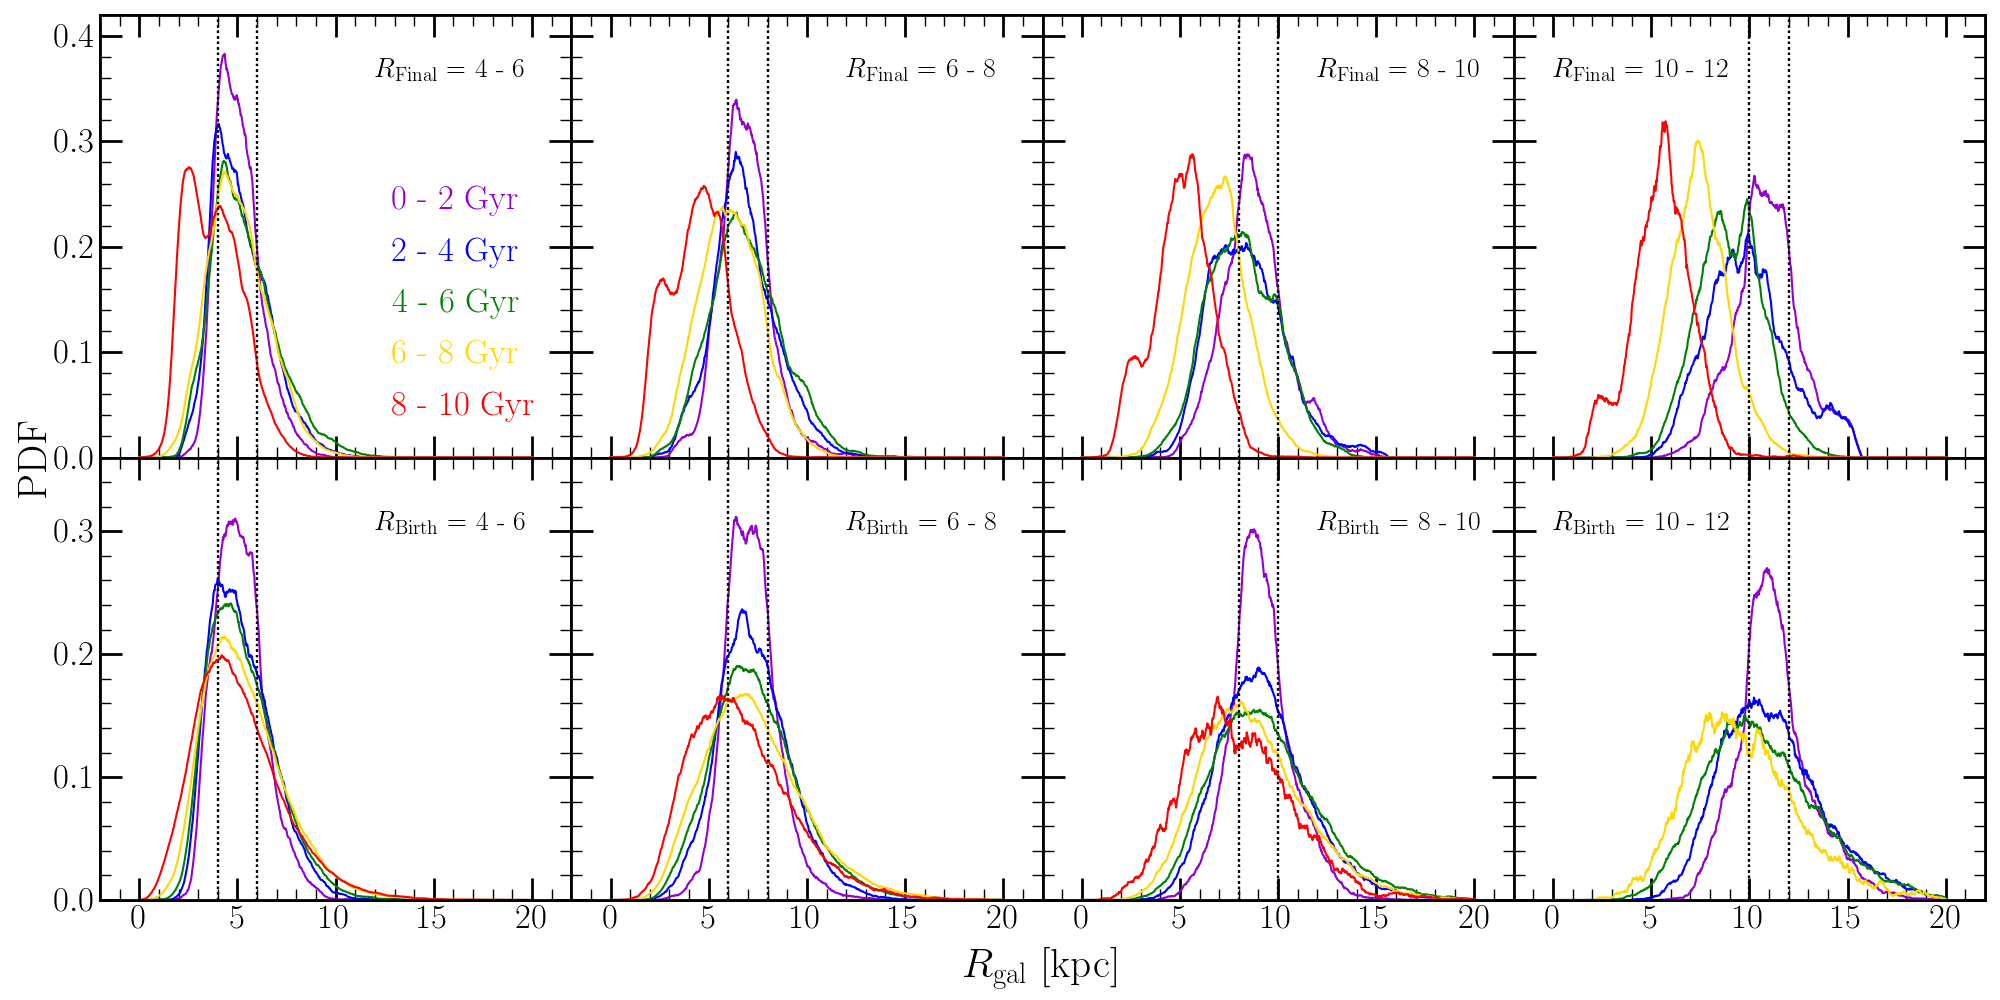 R_Final = 4 - 6
R_Final = 6 - 8
R_Final = 8 - 10
R_Final = 10 - 12
0.4
0.3
0.2
0.1
0.0
0 - 2 Gyr
2 - 4 Gyr
4 - 6 Gyr
6 - 8 Gyr
8 - 10 Gyr
PDF
R_Birth = 4 - 6
R_Birth = 6 - 8
R_Birth = 8 - 10
R_Birth = 10 - 12
0.3
0.2
0.1
0.0
0 5 10 15 20
0 5 10 15 20
0 5 10 15 20
0 5 10 15 20
R_gal [kpc]